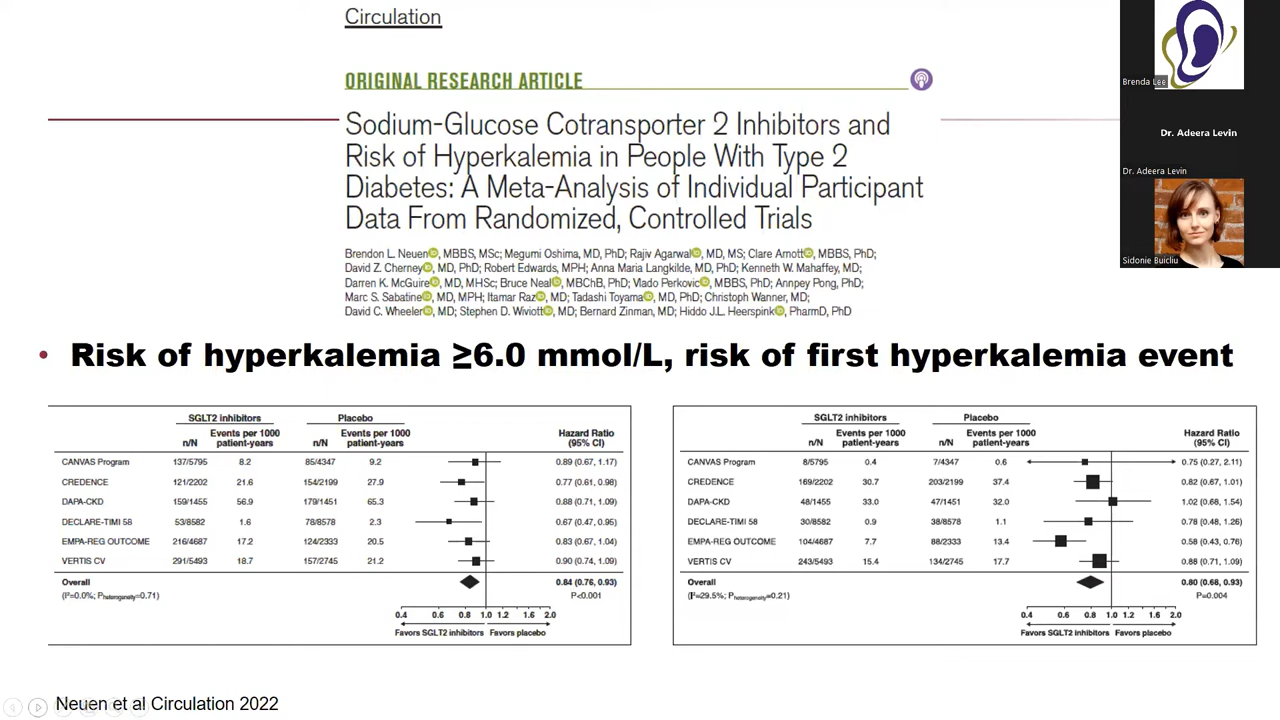 Circulation
ORIGINAL RESEARCH ARTICLE
Sodium-Glucose Cotransporter 2 Inhibitors and
Risk of Hyperkalemia in People With Type 2
Diabetes: A Meta-Analysis of Individual Participant
Data From Randomized, Controlled Trials
Brendon L. Neuen, MBBS, MSc; Megumi Oshima, MD, PhD; Rajiv Agarwal, MD, MS; Clare Arnott, MBBS, PhD;
David Z. Cherney, MD, PhD; Robert Edwards, MPH; Anna Maria Langkilde, MD, PhD; Kenneth W. Mahaffey, MD;
Darren K. McGuire, MD, MHSc; Bruce Neal, MBChB, PhD; Vlado Perkovic, MBBS, PhD; Annpey Pong, PhD;
Marc S. Sabatine, MD, MPH; Itamar Raz, MD; Tadashi Toyama, MD, PhD; Christoph Wanner, MD;
David C. Wheeler, MD; Stephen D. Wiviott, MD; Bernard Zinman, MD; Hiddo J.L. Heerspink, PharmD, PhD
Brenda Lee
Dr. Adeera Levin
Dr. Adeera Levin
Sidonie Buicliu
• Risk of hyperkalemia ≥6.0 mmol/L, risk of first hyperkalemia event
SGLT2 inhibitors Placebo
Events per 1000 Events per 1000 Hazard Ratio
n/N patient-years n/N patient-years (95% CI)
CANVAS Program 137/5795 8.2 85/4347 9.2 0.89 (0.67, 1.17)
CREDENCE 121/2202 21.6 154/2199 27.9 0.77 (0.61, 0.98)
DAPA-CKD 159/1455 56.9 179/1451 65.3 0.88 (0.71, 1.09)
DECLARE-TIMI 58 53/8582 1.6 78/8578 2.3 0.67 (0.47, 0.95)
EMPA-REG OUTCOME 216/4687 17.2 124/2333 20.5 0.83 (0.67, 1.04)
VERTIS CV 291/5493 18.7 157/2745 21.2 0.90 (0.74, 1.09)
Overall 0.84 (0.76, 0.93)
(I²=0.0%; Pheterogeneity=0.71) P<0.001
0.4 0.6 0.8 1.0 1.2 1.6 2.0
Favors SGLT2 inhibitors Favors placebo
SGLT2 inhibitors Placebo
Events per 1000 Events per 1000 Hazard Ratio
n/N patient-years n/N patient-years (95% CI)
CANVAS Program 8/5795 0.4 7/4347 0.6 0.75 (0.27, 2.11)
CREDENCE 169/2202 30.7 203/2199 37.4 0.82 (0.67, 1.01)
DAPA-CKD 48/1455 33.0 47/1451 32.0 1.02 (0.68, 1.54)
DECLARE-TIMI 58 30/8582 0.9 38/8578 1.1 0.78 (0.48, 1.26)
EMPA-REG OUTCOME 104/4687 7.7 88/2333 13.4 0.58 (0.43, 0.76)
VERTIS CV 243/5493 15.4 134/2745 17.7 0.88 (0.71, 1.09)
Overall 0.80 (0.68, 0.93)
(I²=29.5%; Pheterogeneity=0.21) P=0.004
0.4 0.6 0.8 1.0 1.2 1.6 2.0
Favors SGLT2 inhibitors Favors placebo
Neuen et al Circulation 2022